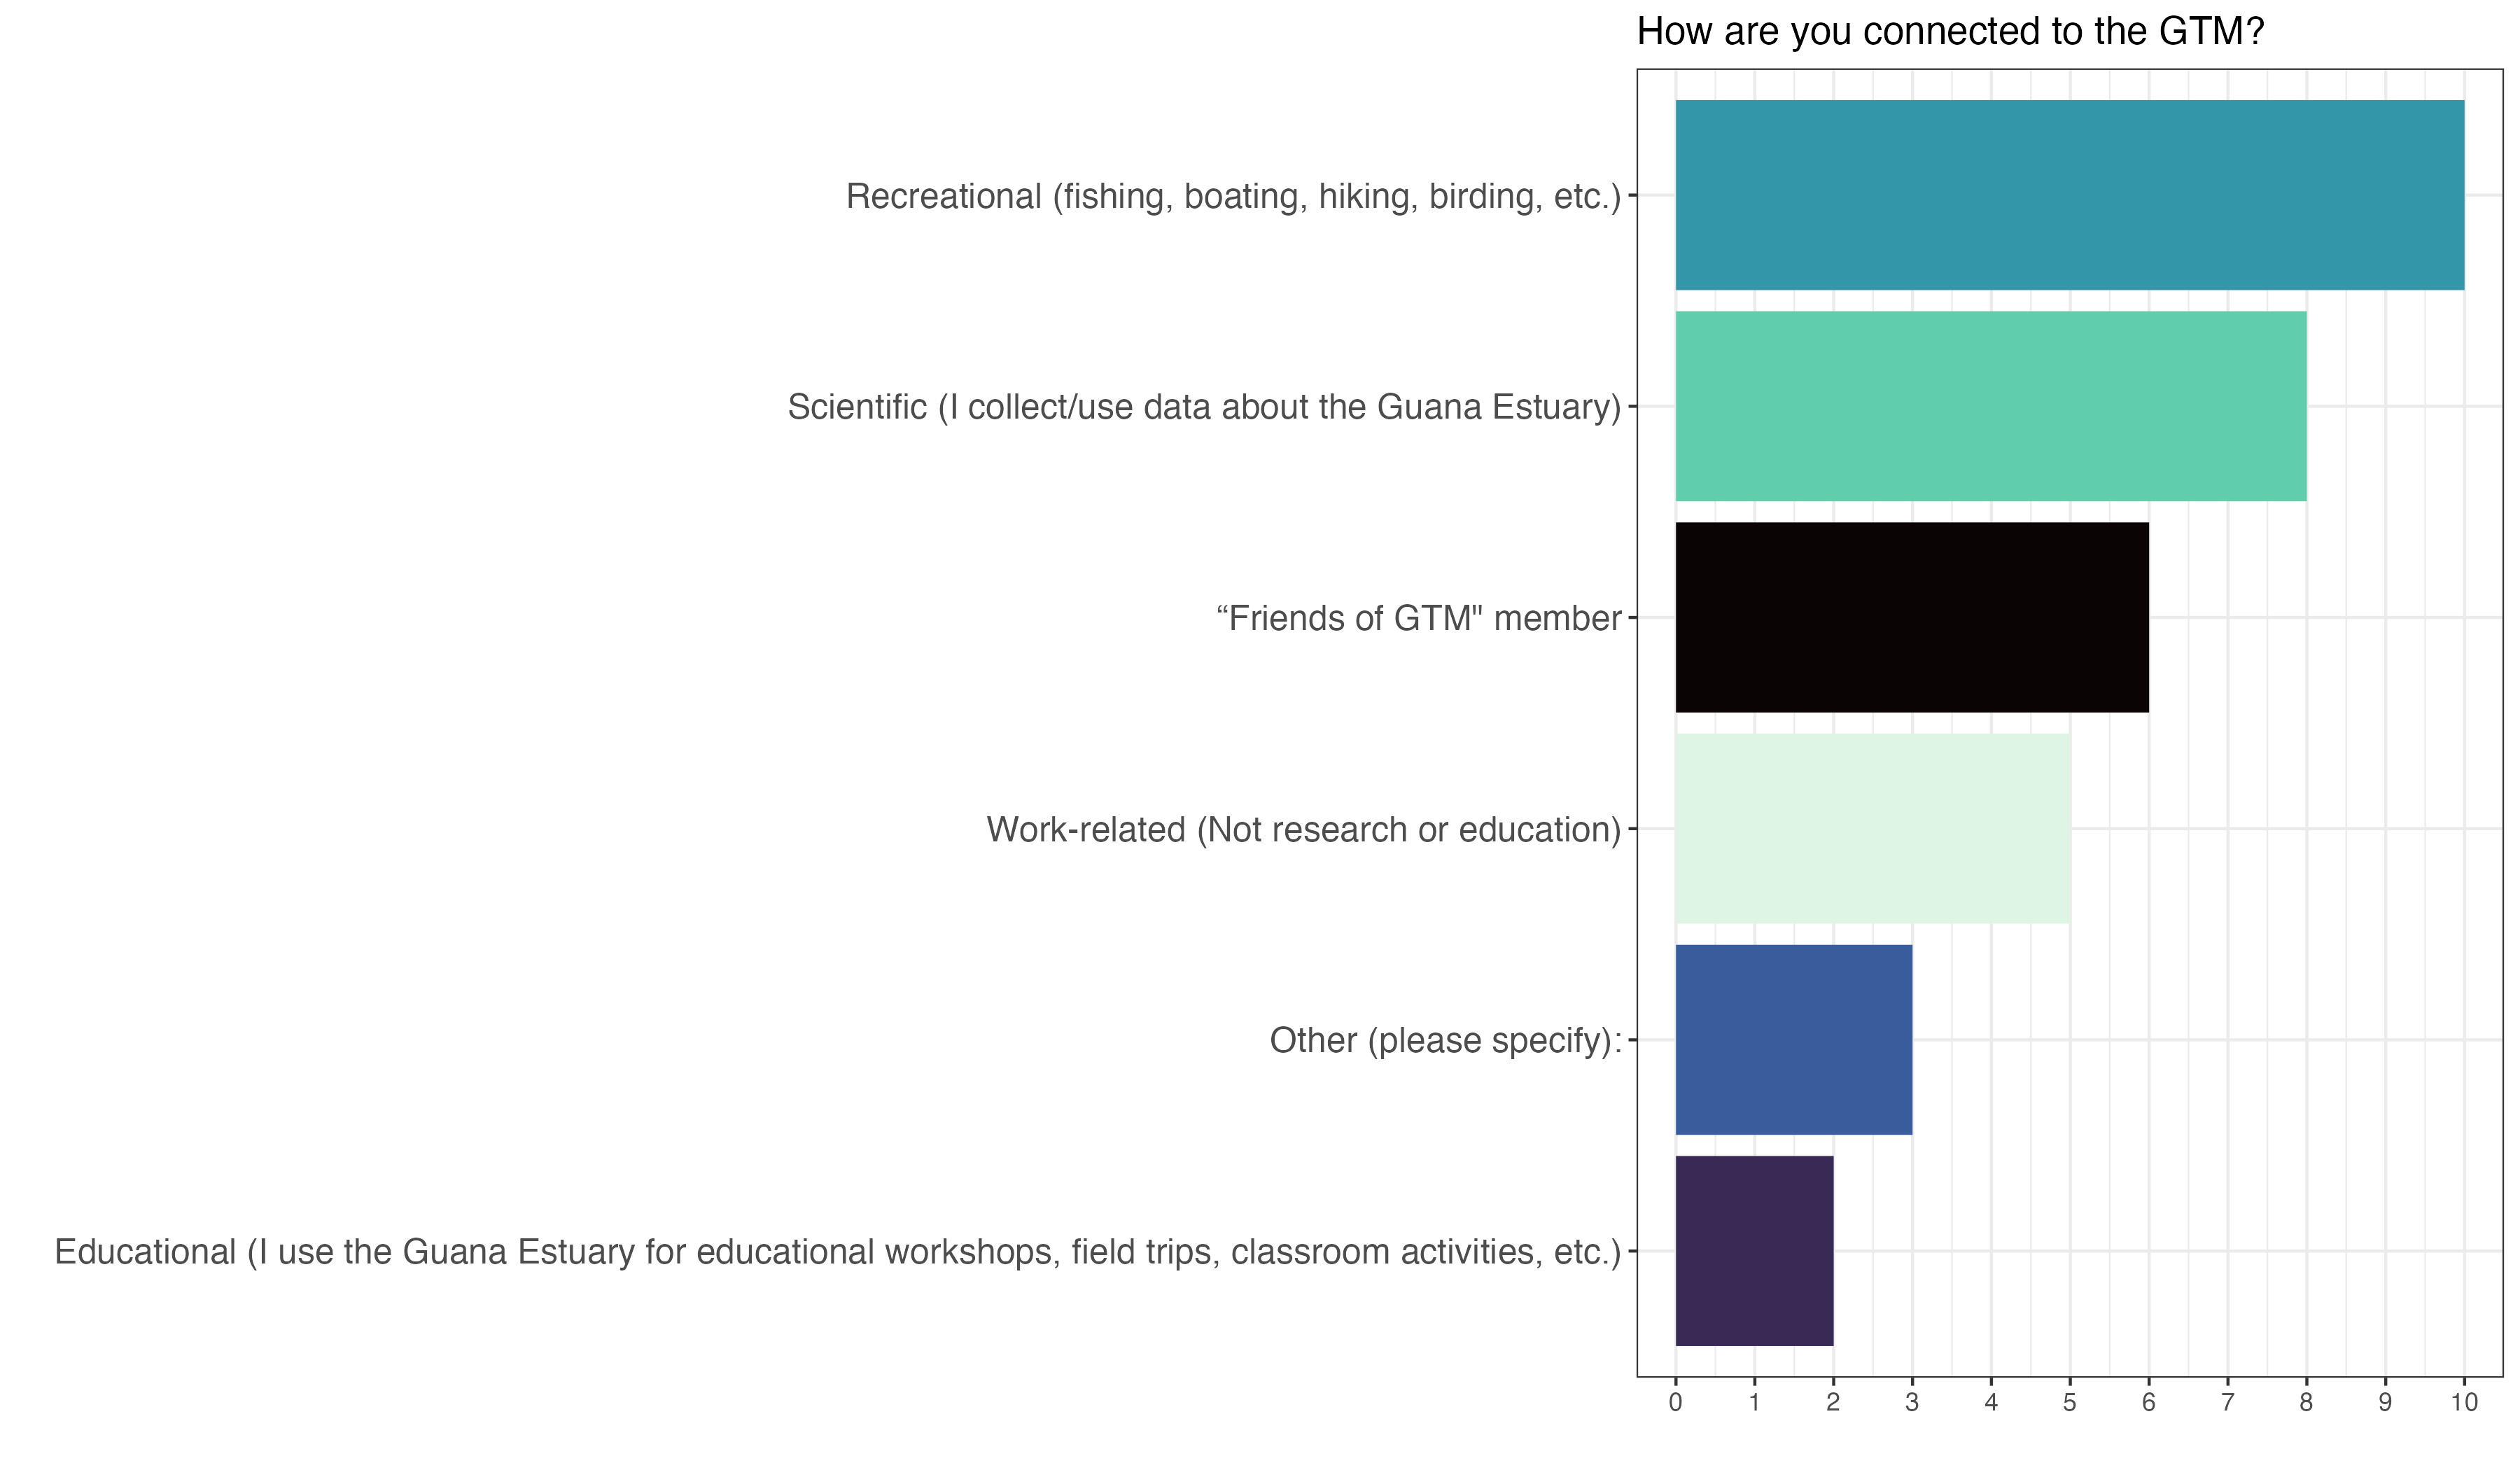 How are you connected to the GTM?
Recreational (fishing, boating, hiking, birding, etc.)
Scientific (I collect/use data about the Guana Estuary)
“Friends of GTM" member
Work-related (Not research or education)
Other (please specify):
Educational (I use the Guana Estuary for educational workshops, field trips, classroom activities, etc.)
0 1 2 3 4 5 6 7 8 9 10